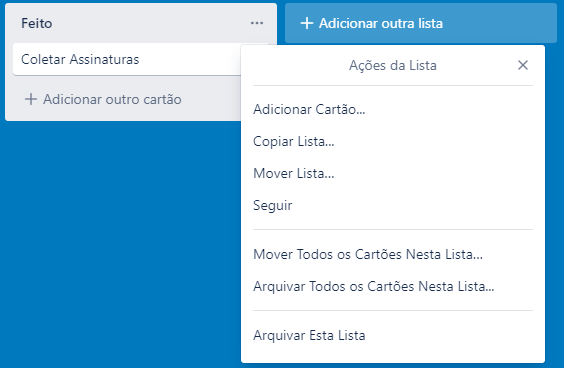 Feito
+ Adicionar outra lista
Coletar Assinaturas
+ Adicionar outro cartão
Ações da Lista
Adicionar Cartão...
Copiar Lista...
Mover Lista...
Seguir
Mover Todos os Cartões Nesta Lista...
Arquivar Todos os Cartões Nesta Lista...
Arquivar Esta Lista